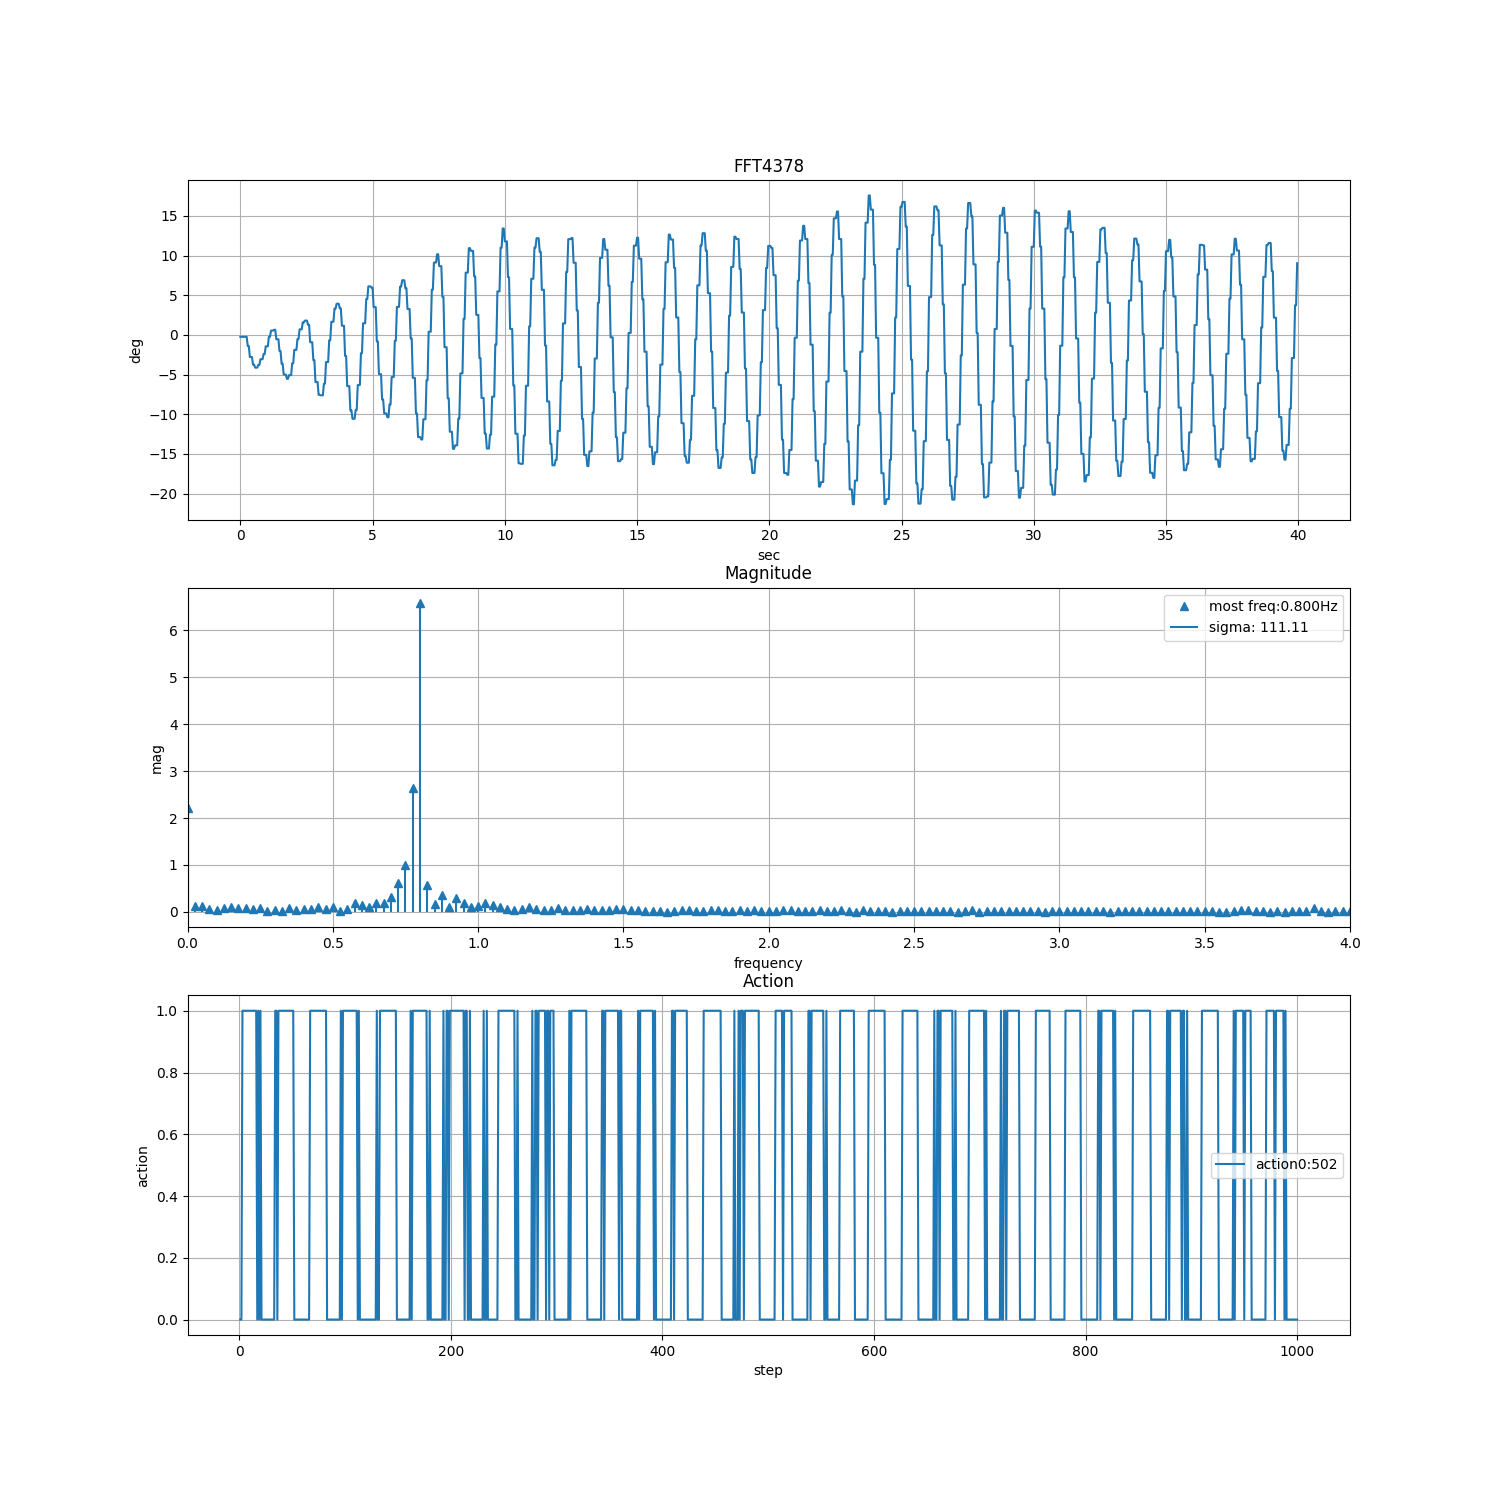 FFT4378
15
10
5
0
−5
−10
−15
−20
deg
0 5 10 15 20 25 30 35 40
sec
Magnitude
most freq:0.800Hz
sigma: 111.11
6
5
4
3
2
1
0
mag
0.0 0.5 1.0 1.5 2.0 2.5 3.0 3.5 4.0
frequency
Action
1.0
0.8
0.6
0.4
0.2
0.0
action
action0:502
0 200 400 600 800 1000
step